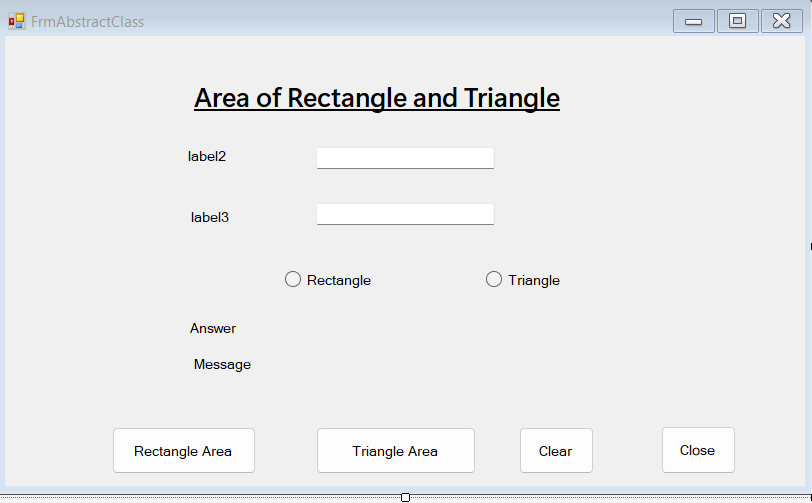 FrmAbstractClass
Area of Rectangle and Triangle
label2
label3
Rectangle Triangle
Answer
Message
Rectangle Area Triangle Area Clear Close